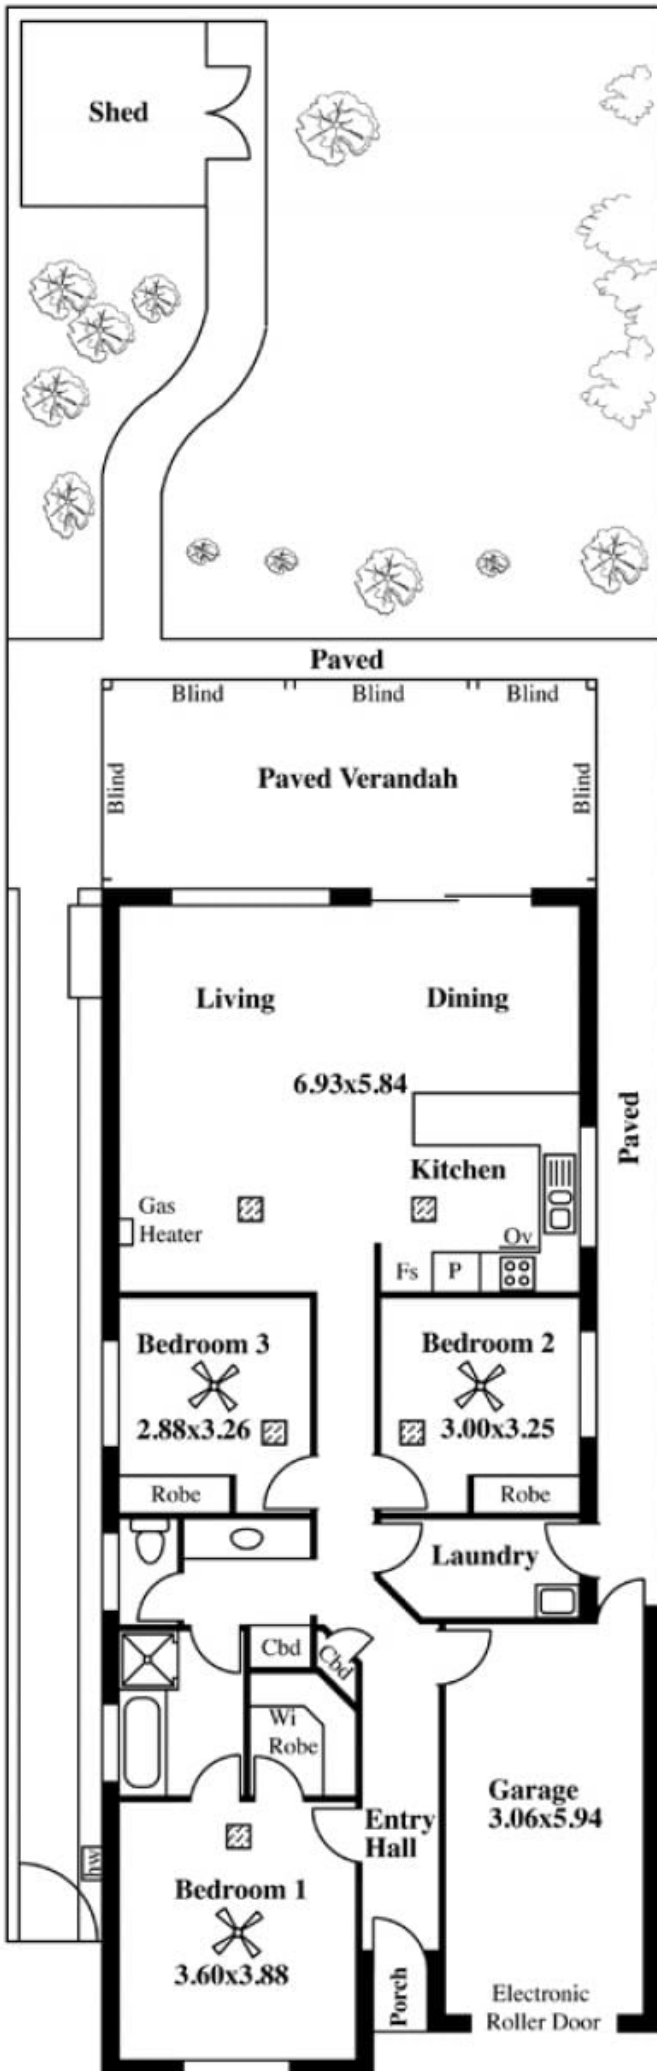 Shed
Paved
Blind
Blind
Blind
Blind
Paved Verandah
Blind
Living
Dining
6.93x5.84
Paved
Kitchen
Gas
Heater
Ov
Fs
P
Bedroom 3
2.88x3.26
Bedroom 2
3.00x3.25
Robe
Robe
Laundry
Cbd
Cbd
Wi
Robe
Garage
3.06x5.94
Entry
Hall
hw
Bedroom 1
3.60x3.88
Porch
Electronic
Roller Door